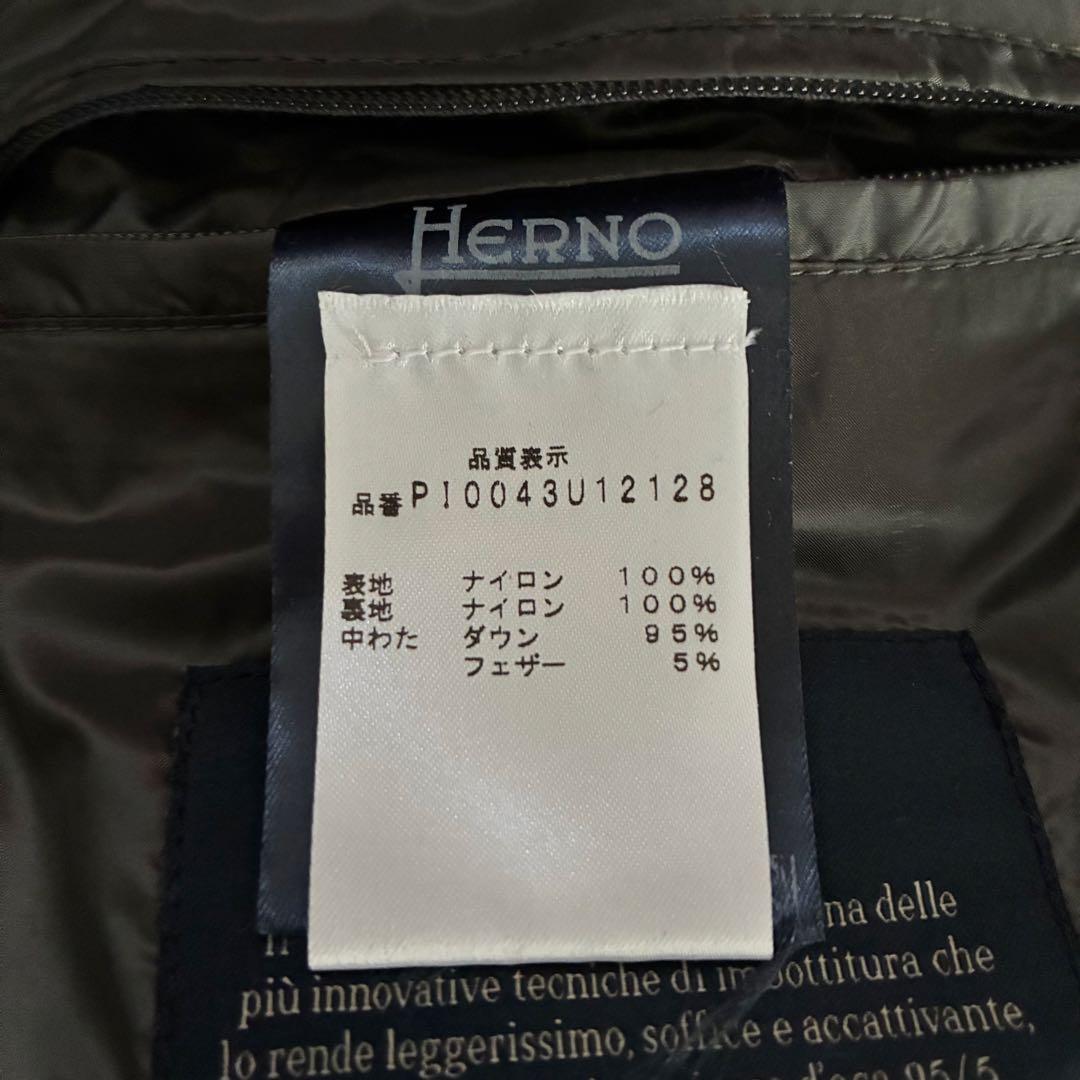 HERNO
品質表示
品番PI0043U12128
表地 ナイロン 100%
裏地 ナイロン 100%
中わた ダウン 95%
フェザー 5%
na delle
più innovative tecniche di imbottitura che
lo rende leggerissimo, soffice e accattivante,
d'oca 95/5